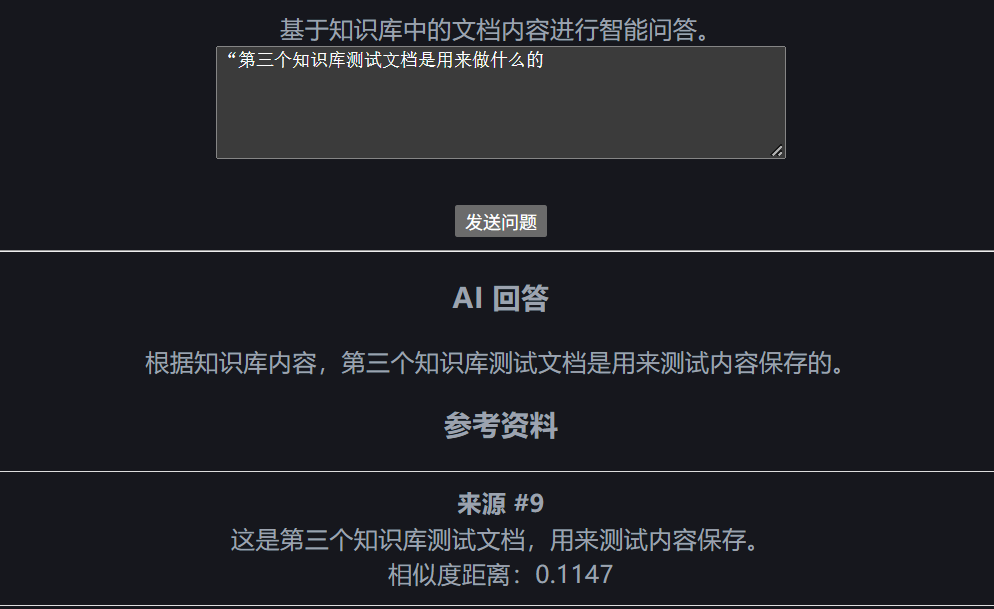 基于知识库中的文档内容进行智能问答。
“第三个知识库测试文档是用来做什么的
发送问题
AI 回答
根据知识库内容，第三个知识库测试文档是用来测试内容保存的。
参考资料
来源 #9
这是第三个知识库测试文档，用来测试内容保存。
相似度距离：0.1147